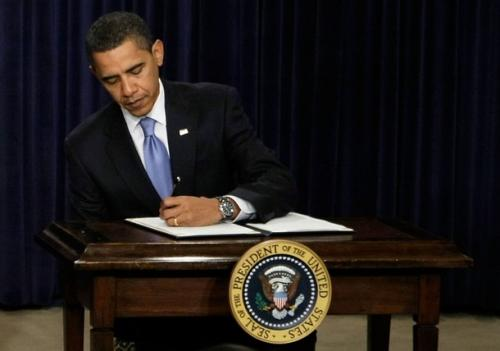 SEAL OF THE PRESIDENT OF THE UNITED STATES